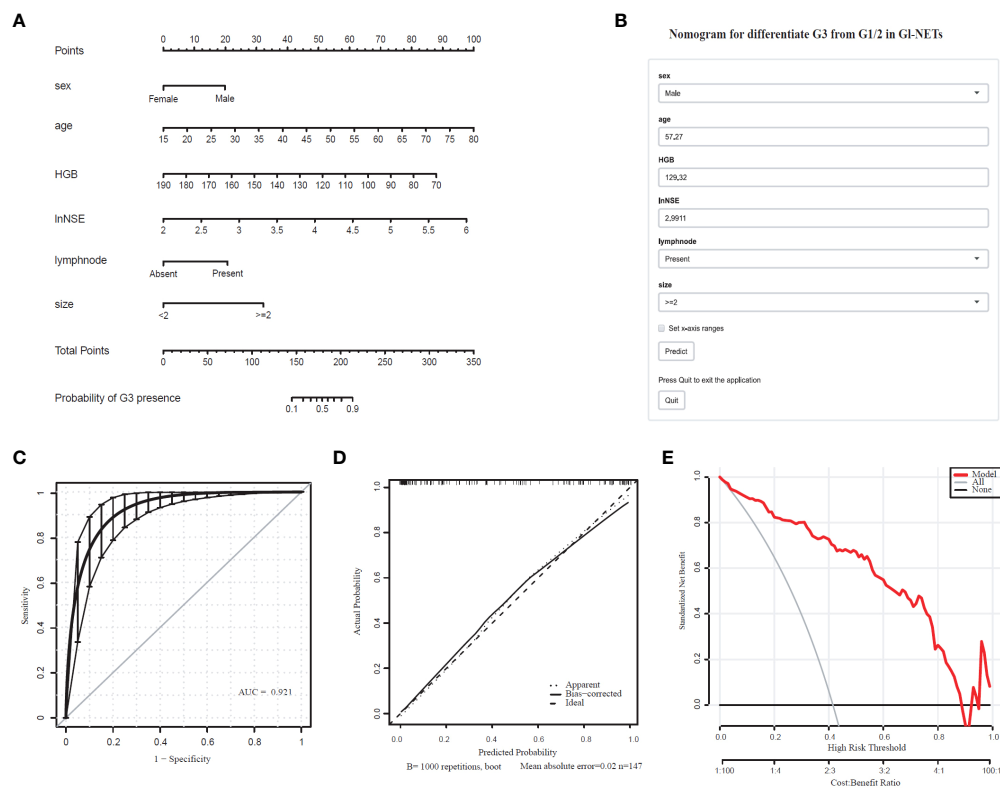 A
Points
0 10 20 30 40 50 60 70 80 90 100
sex
Female Male
age
15 20 25 30 35 40 45 50 55 60 65 70 75 80
HGB
190 180 170 160 150 140 130 120 110 100 90 80 70
lnNSE
2 2.5 3 3.5 4 4.5 5 5.5 6
lymphnode
Absent Present
size
<2 >=2
Total Points
0 50 100 150 200 250 300 350
Probability of G3 presence
0.1 0.5 0.9
B
Nomogram for differentiate G3 from G1/2 in GI-NETs
sex
Male
age
57.27
HGB
129.32
lnNSE
2.9911
lymphnode
Present
size
>=2
Set x-axis ranges
Predict
Press Quit to exit the application
Quit
C
Sensitivity
1
0.8
0.6
0.4
0.2
0
AUC = 0.921
0 0.2 0.4 0.6 0.8 1
1 − Specificity
D
Actual Probability
1.0
0.8
0.6
0.4
0.2
0.0
Apparent
Bias−corrected
Ideal
0.0 0.2 0.4 0.6 0.8 1.0
Predicted Probability
B= 1000 repetitions, boot Mean absolute error=0.02 n=147
E
Model
All
None
Standardized Net Benefit
1.0
0.8
0.6
0.4
0.2
0.0
0.0 0.2 0.4 0.6 0.8 1.0
High Risk Threshold
1:100 1:4 2:3 3:2 4:1 100:1
Cost:Benefit Ratio